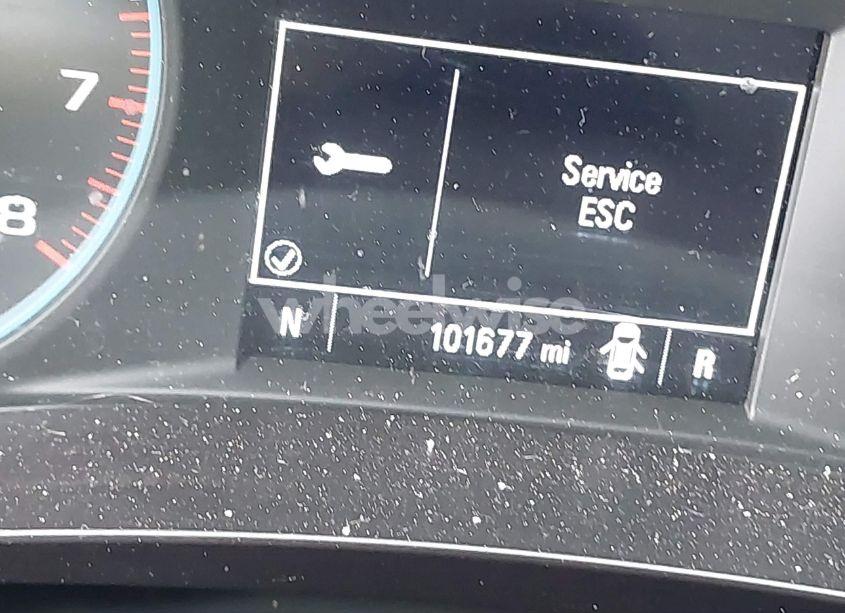 7
8
Service
ESC
N 101677 mi R
wheelwise